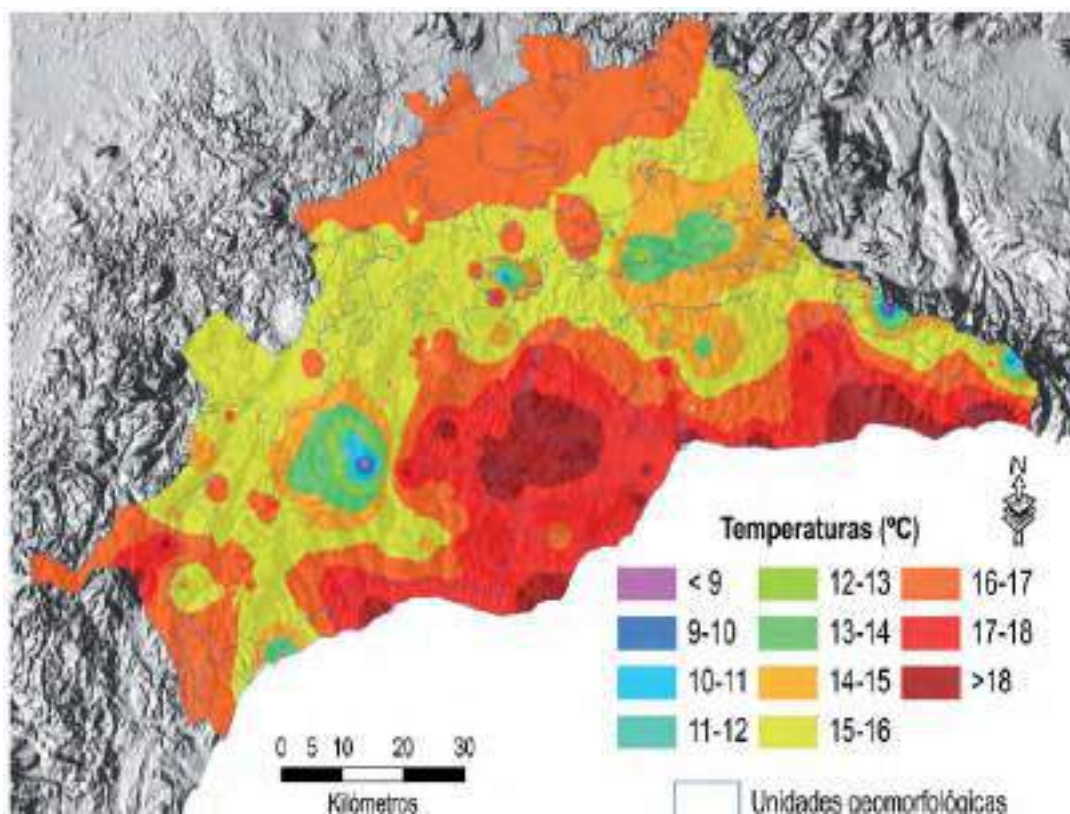 N
Temperaturas (ºC)
< 9
9-10
10-11
11-12
12-13
13-14
14-15
15-16
16-17
17-18
>18
0 5 10 20 30
Kilómetros
Unidades geomorfológicas